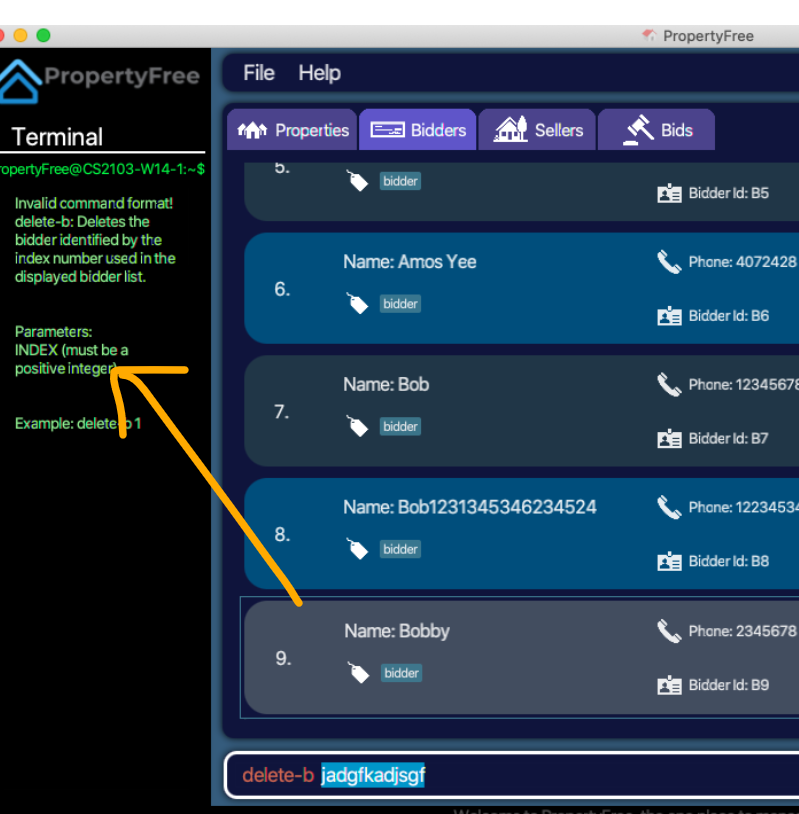 PropertyFree
PropertyFree
File Help
Terminal
Properties
Bidders
Sellers
Bids
ropertyFree@CS2103-W14-1:~$
Invalid command format!
delete-b: Deletes the
bidder identified by the
index number used in the
displayed bidder list.
Parameters:
INDEX (must be a
positive integer)
Example: delete-b 1
5.
bidder
Bidder Id: B5
6.
Name: Amos Yee
bidder
Phone: 4072428
Bidder Id: B6
7.
Name: Bob
bidder
Phone: 12345678
Bidder Id: B7
8.
Name: Bob1231345346234524
bidder
Phone: 12234534
Bidder Id: B8
9.
Name: Bobby
bidder
Phone: 2345678
Bidder Id: B9
delete-b jadgfkadjsgf